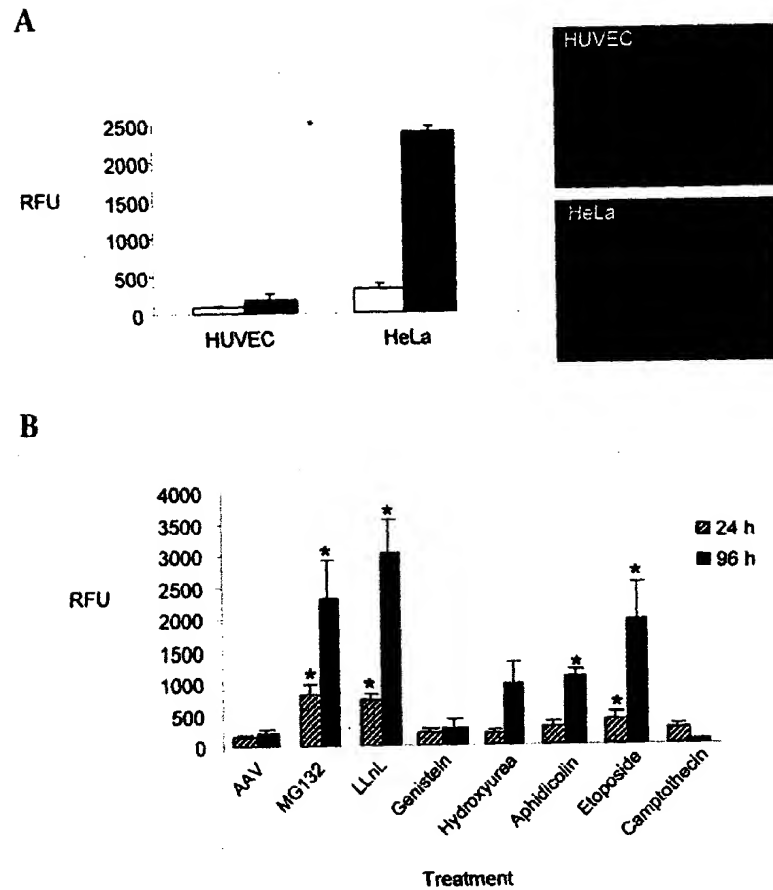 A
HUVEC
2500
2000
1500
1000
500
0
RFU
HUVEC
HeLa
HeLa
B
4000
3500
3000
2500
2000
1500
1000
500
0
RFU
24 h
96 h
*
*
*
*
*
*
*
AAV
MG132
LLnL
Genistein
Hydroxyurea
Aphidicolin
Etoposide
Camptothecin
Treatment